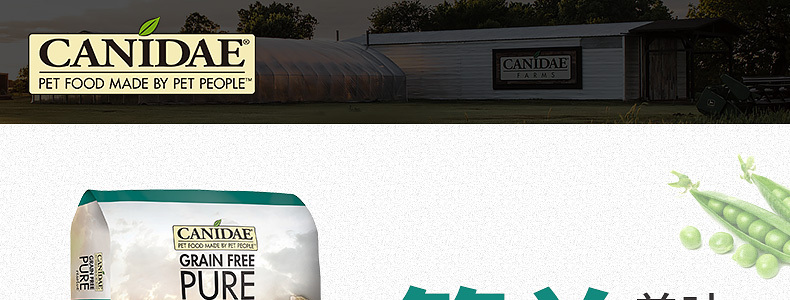 CANIDAE®
PET FOOD MADE BY PET PEOPLE™
CANIDAE
FARMS
CANIDAE
PET FOOD MADE BY PET PEOPLE
GRAIN FREE
PURE
CANIDAE
GRAIN FREE
PURE